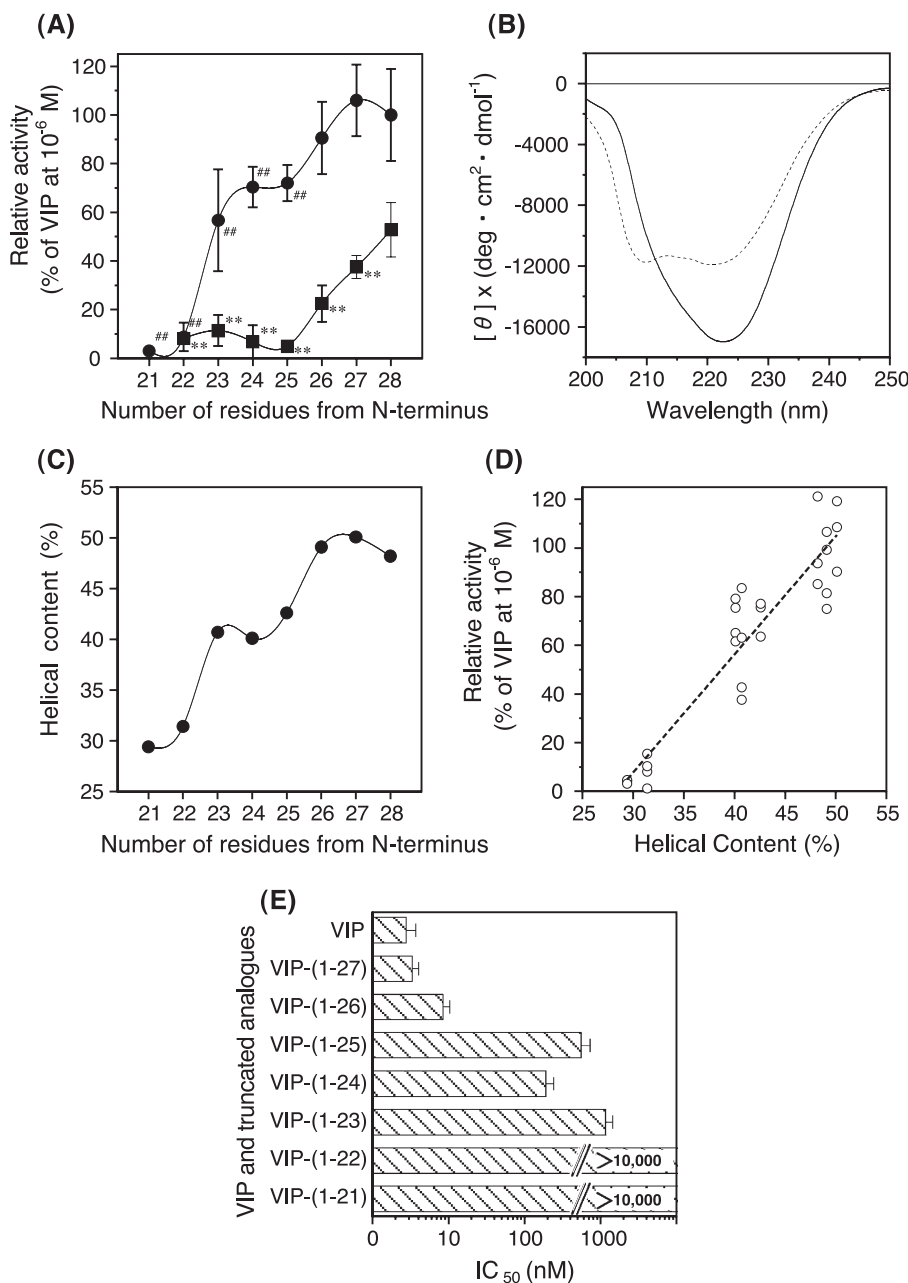 (A)
Relative activity
(% of VIP at 10⁻⁶ M)
120
100
80
60
40
20
0
##
##
**
##
**
##
**
##
**
**
**
21 22 23 24 25 26 27 28
Number of residues from N-terminus
(B)
[θ] x (deg · cm² · dmol⁻¹)
0
-4000
-8000
-12000
-16000
200 210 220 230 240 250
Wavelength (nm)
(C)
Helical content (%)
55
50
45
40
35
30
25
21 22 23 24 25 26 27 28
Number of residues from N-terminus
(D)
Relative activity
(% of VIP at 10⁻⁶ M)
120
100
80
60
40
20
0
25 35 45 55
Helical Content (%)
(E)
VIP and truncated analogues
VIP
VIP-(1-27)
VIP-(1-26)
VIP-(1-25)
VIP-(1-24)
VIP-(1-23)
VIP-(1-22)
>10,000
VIP-(1-21)
>10,000
0 10 100 1000
IC₅₀ (nM)